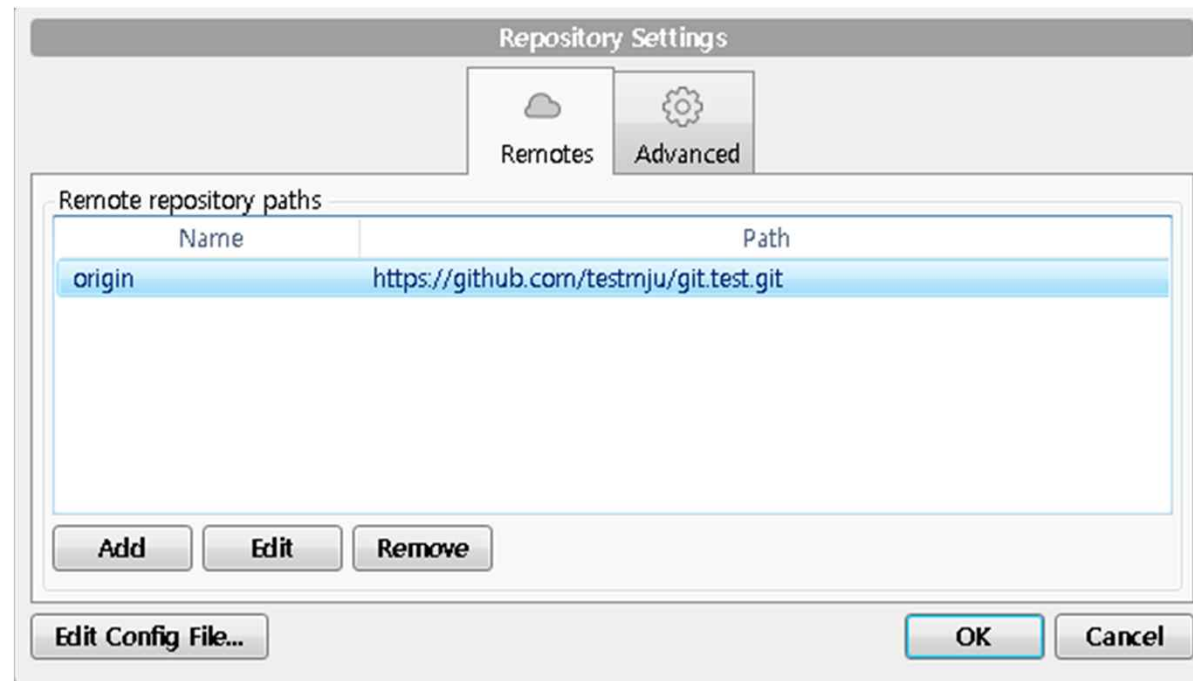 Repository Settings
Remotes
Advanced
Remote repository paths
Name Path
origin https://github.com/testmju/git.test.git
Add Edit Remove
Edit Config File... OK Cancel